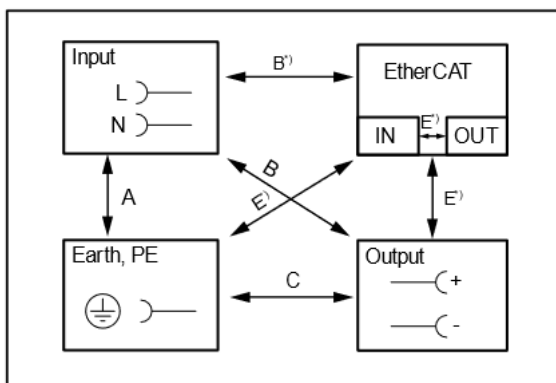 Input
L
N
B*)
EtherCAT
IN
E*)
OUT
A
B
E*)
E*)
Earth, PE
C
Output
+
-